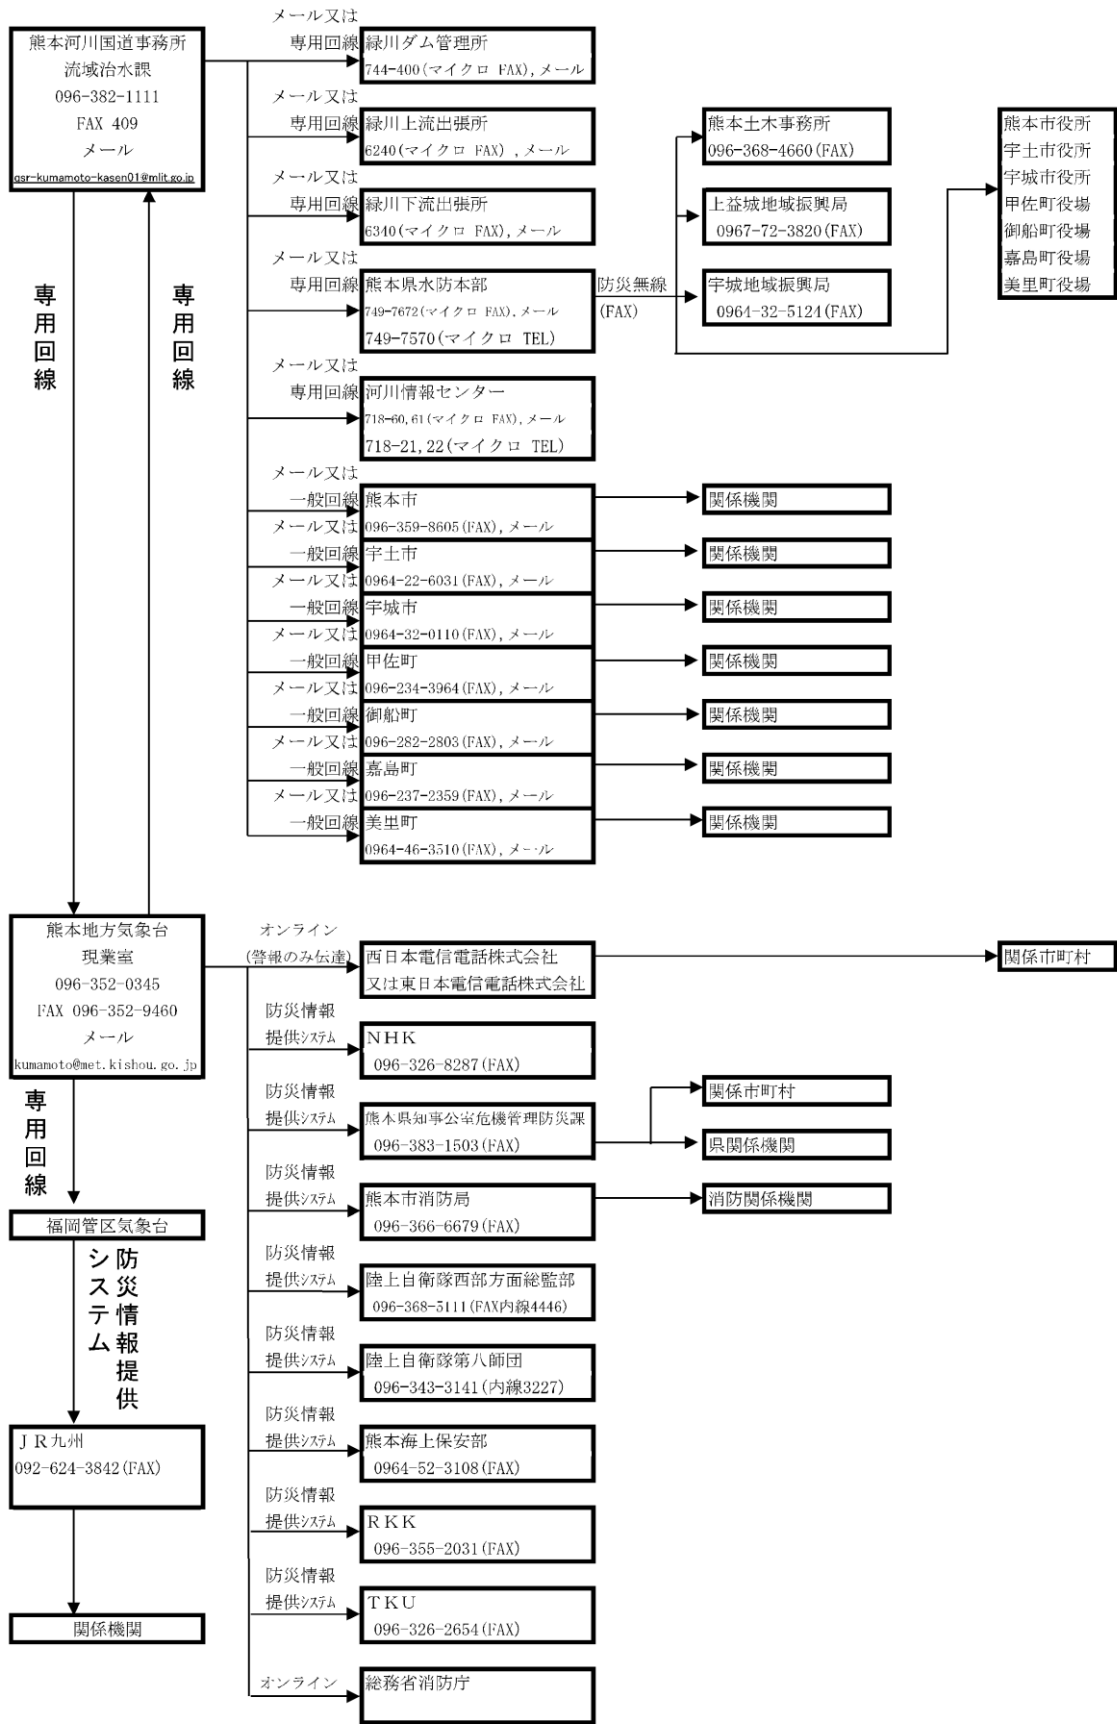 熊本河川国道事務所
流域治水課
096-382-1111
FAX 409
メール
qsr-kumamoto-kasen01@mlit.go.jp
専用回線
専用回線
メール又は
専用回線
緑川ダム管理所
744-400(マイクロ FAX),メール
メール又は
専用回線
緑川上流出張所
6240(マイクロ FAX) ,メール
メール又は
専用回線
緑川下流出張所
6340(マイクロ FAX),メール
メール又は
専用回線
熊本県水防本部
749-7672(マイクロ FAX),メール
749-7570(マイクロ TEL)
防災無線
(FAX)
熊本土木事務所
096-368-4660(FAX)
上益城地域振興局
0967-72-3820(FAX)
宇城地域振興局
0964-32-5124(FAX)
熊本市役所
宇土市役所
宇城市役所
甲佐町役場
御船町役場
嘉島町役場
美里町役場
メール又は
専用回線
河川情報センター
718-60,61(マイクロ FAX),メール
718-21,22(マイクロ TEL)
メール又は
一般回線
熊本市
096-359-8605(FAX),メール
関係機関
メール又は
一般回線
宇土市
0964-22-6031(FAX),メール
関係機関
メール又は
一般回線
宇城市
0964-32-0110(FAX),メール
関係機関
メール又は
一般回線
甲佐町
096-234-3964(FAX),メール
関係機関
メール又は
一般回線
御船町
096-282-2803(FAX),メール
関係機関
メール又は
一般回線
嘉島町
096-237-2359(FAX),メール
関係機関
メール又は
一般回線
美里町
0964-46-3510(FAX),メール
関係機関
熊本地方気象台
現業室
096-352-0345
FAX 096-352-9460
メール
kumamoto@met.kishou.go.jp
専用回線
福岡管区気象台
防災情報提供
システム
JR九州
092-624-3842(FAX)
関係機関
オンライン
(警報のみ伝達)
西日本電信電話株式会社
又は東日本電信電話株式会社
関係市町村
防災情報
提供システム
NHK
096-326-8287(FAX)
防災情報
提供システム
熊本県知事公室危機管理防災課
096-383-1503(FAX)
関係市町村
県関係機関
防災情報
提供システム
熊本市消防局
096-366-6679(FAX)
消防関係機関
防災情報
提供システム
陸上自衛隊西部方面総監部
096-368-5111(FAX内線4446)
防災情報
提供システム
陸上自衛隊第八師団
096-343-3141(内線3227)
防災情報
提供システム
熊本海上保安部
0964-52-3108(FAX)
防災情報
提供システム
RKK
096-355-2031(FAX)
防災情報
提供システム
TKU
096-326-2654(FAX)
オンライン
総務省消防庁